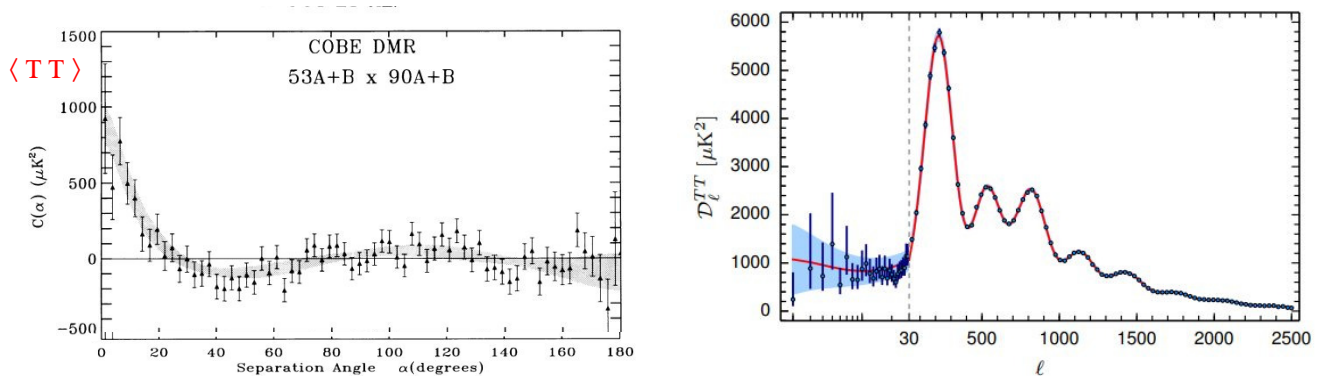 ⟨ T T ⟩
COBE DMR
53A+B x 90A+B
C(α) (μK²)
1500
1000
500
0
−500
0 20 40 60 80 100 120 140 160 180
Separation Angle α(degrees)
𝒟ℓᵀᵀ [μK²]
6000
5000
4000
3000
2000
1000
0
30 500 1000 1500 2000 2500
ℓ